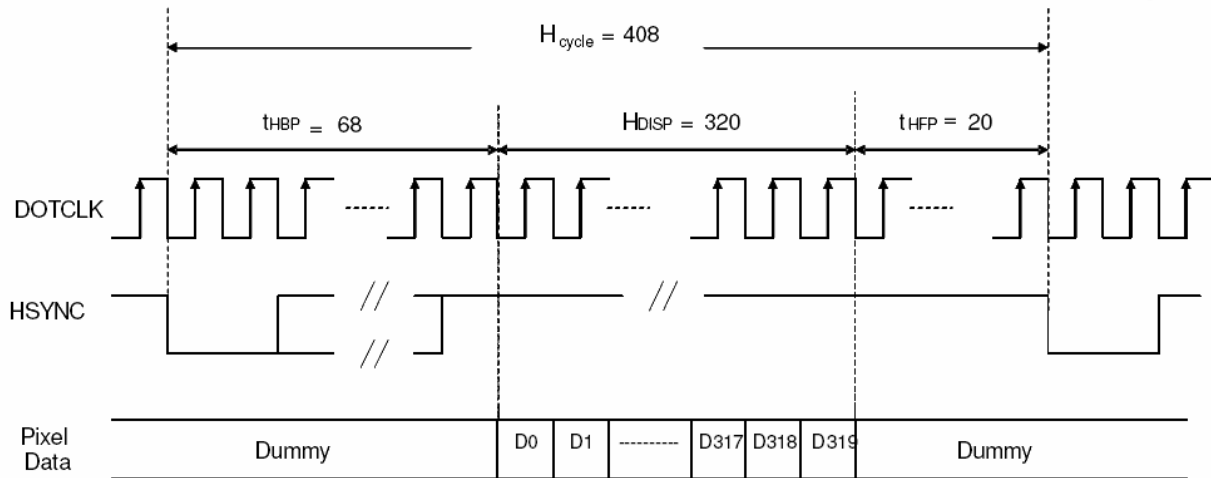 Hcycle = 408
tHBP = 68
HDISP = 320
tHFP = 20
DOTCLK
HSYNC
Pixel
Data
Dummy
D0
D1
D317
D318
D319
Dummy